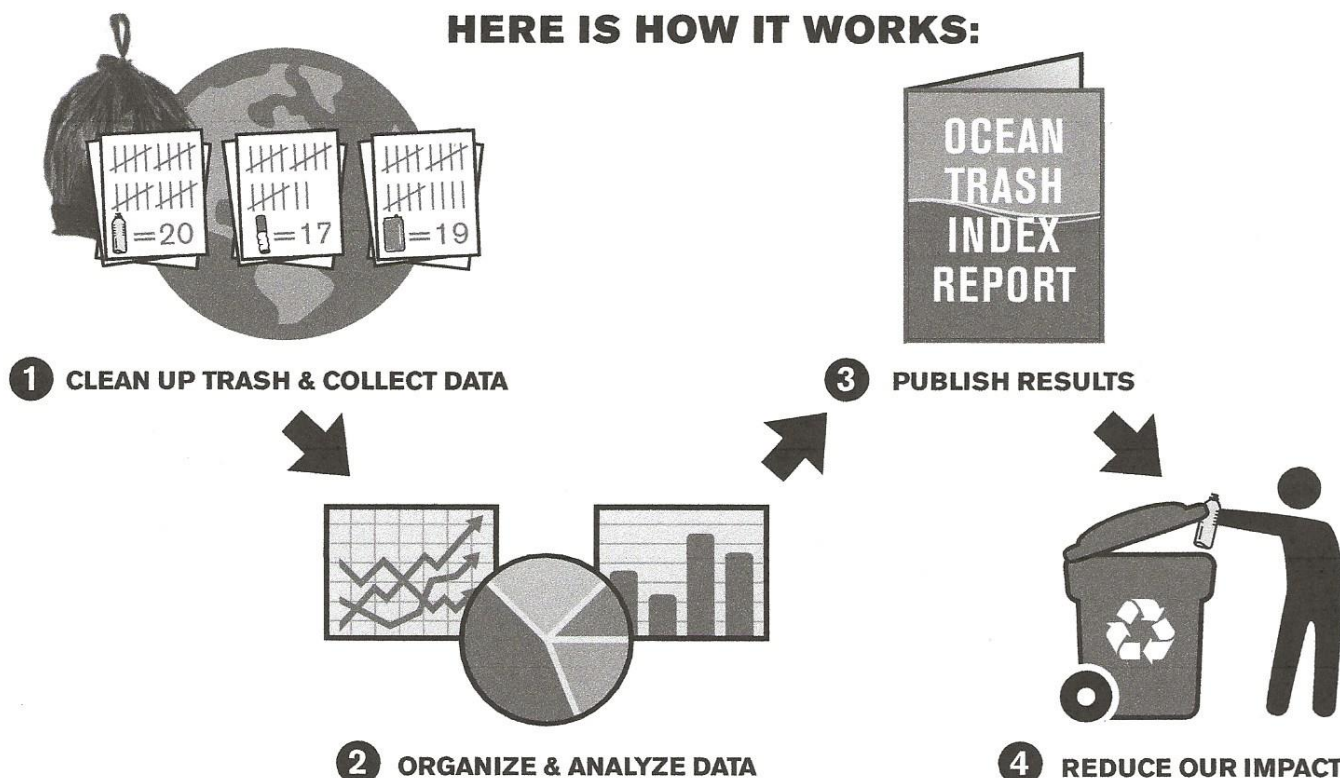 HERE IS HOW IT WORKS:
=20
=17
=19
1 CLEAN UP TRASH & COLLECT DATA
2 ORGANIZE & ANALYZE DATA
OCEAN
TRASH
INDEX
REPORT
3 PUBLISH RESULTS
4 REDUCE OUR IMPACT